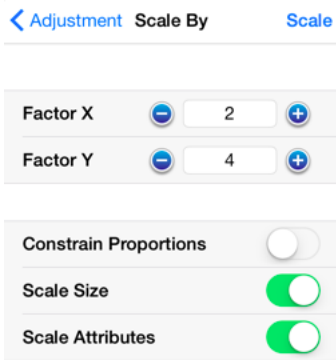 Adjustment Scale By Scale
Factor X 2
Factor Y 4
Constrain Proportions
Scale Size
Scale Attributes